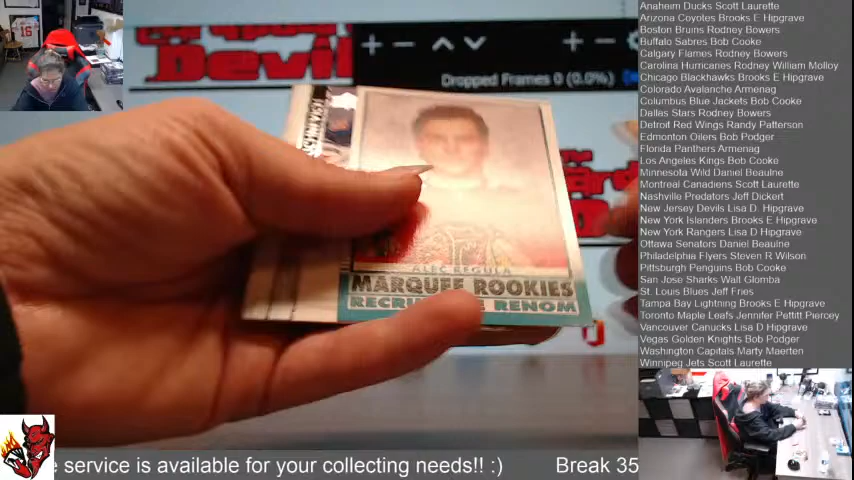 Dropped Frames 0 (0.0%)
ALEC REGULA
MARQUEE ROOKIES
RENOM
Anaheim Ducks Scott Laurette
Arizona Coyotes Brooks E Hipgrave
Boston Bruins Rodney Bowers
Buffalo Sabres Bob Cooke
Calgary Flames Rodney Bowers
Carolina Hurricanes Rodney William Molloy
Chicago Blackhawks Brooks E Hipgrave
Colorado Avalanche Armenag
Columbus Blue Jackets Bob Cooke
Dallas Stars Rodney Bowers
Detroit Red Wings Randy Patterson
Edmonton Oilers Bob Podger
Florida Panthers Armenag
Los Angeles Kings Bob Cooke
Minnesota Wild Daniel Beaulne
Montreal Canadiens Scott Laurette
Nashville Predators Jeff Dickert
New Jersey Devils Lisa D. Hipgrave
New York Islanders Brooks E Hipgrave
New York Rangers Lisa D Hipgrave
Ottawa Senators Daniel Beaulne
Philadelphia Flyers Steven R Wilson
Pittsburgh Penguins Bob Cooke
San Jose Sharks Walt Glomba
St. Louis Blues Jeff Fries
Tampa Bay Lightning Brooks E Hipgrave
Toronto Maple Leafs Jennifer Pettitt Piercey
Vancouver Canucks Lisa D Hipgrave
Vegas Golden Knights Bob Podger
Washington Capitals Marty Maerten
Winnipeg Jets Scott Laurette
service is available for your collecting needs!! :) Break 35